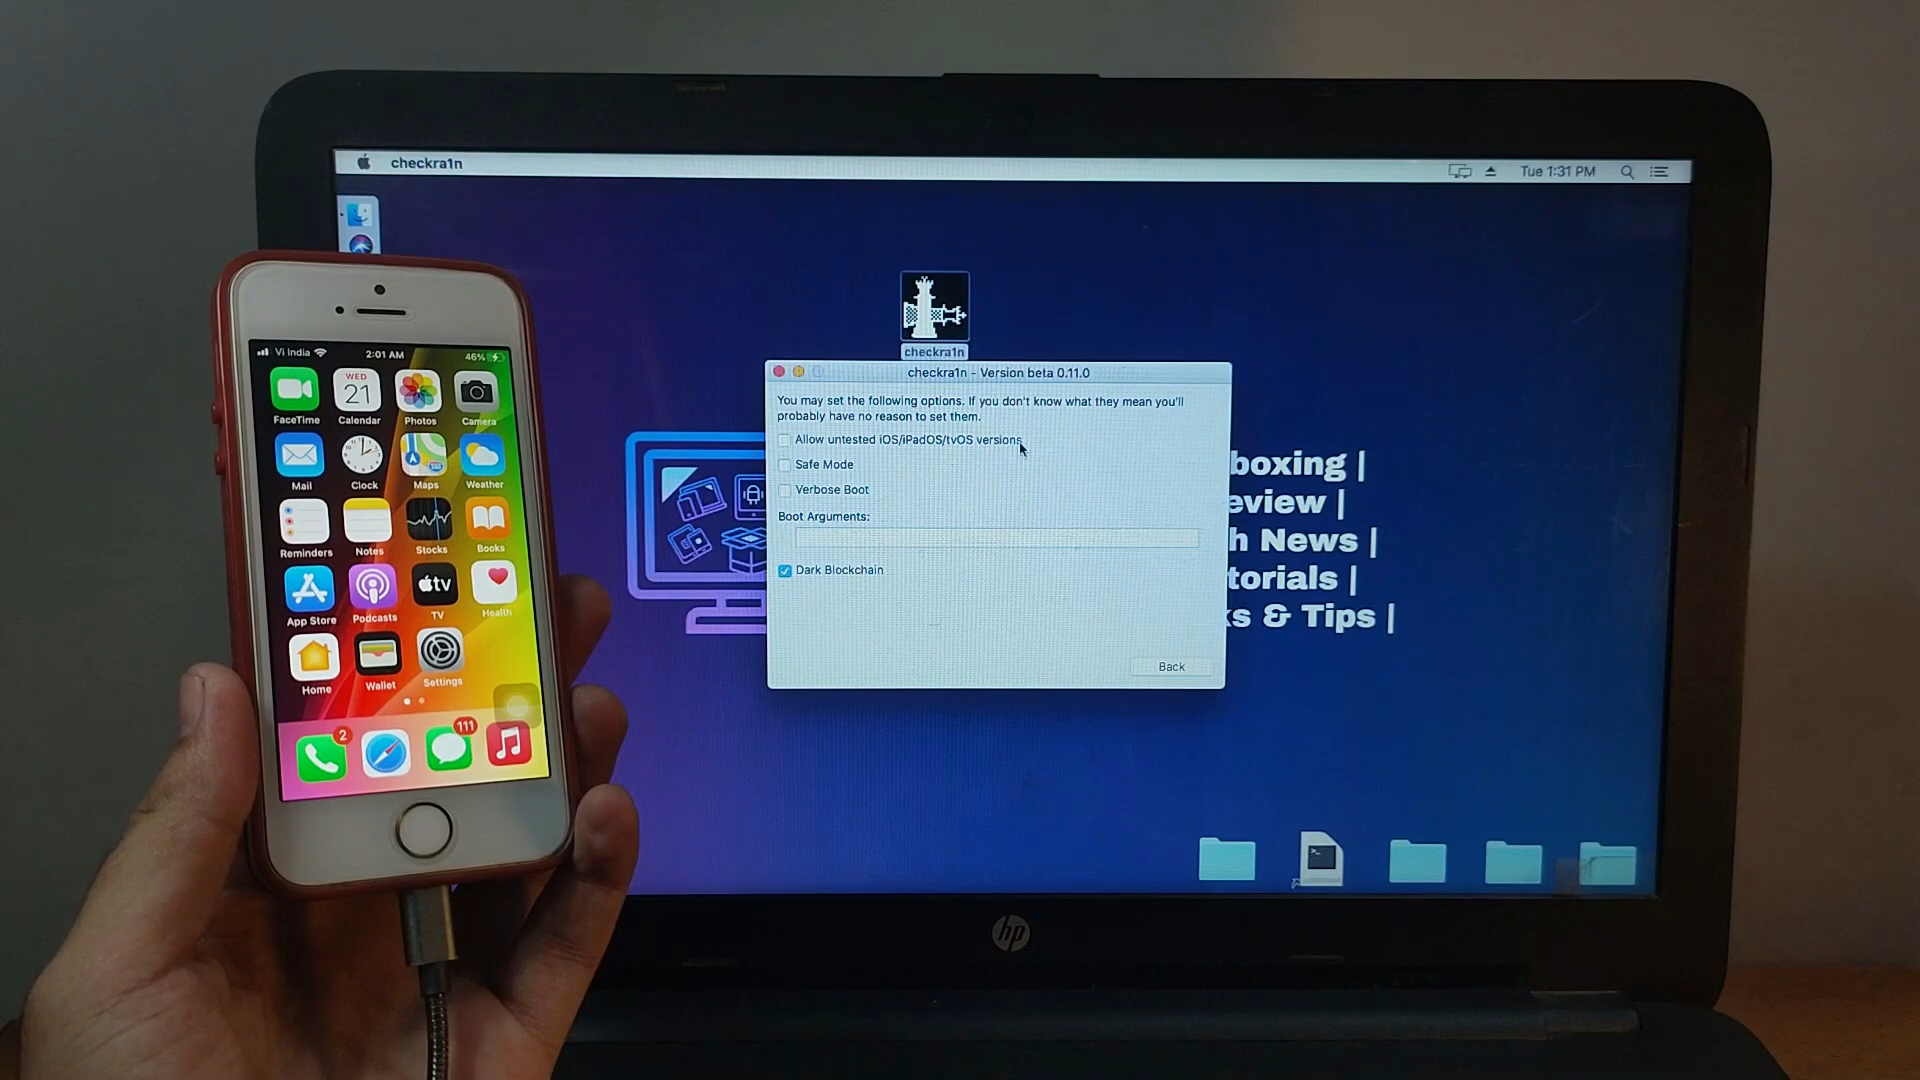 checkra1n
Tue 1:31 PM
checkra1n
checkra1n - Version beta 0.11.0
You may set the following options. If you don't know what they mean you'll
probably have no reason to set them.
Allow untested iOS/iPadOS/tvOS versions
Safe Mode
Verbose Boot
Boot Arguments:
Dark Blockchain
Back
boxing |
eview |
h News |
torials |
ks & Tips |
Vi India
2:01 AM
46%
WED
21
FaceTime
Calendar
Photos
Camera
Mail
Clock
Maps
Weather
Reminders
Notes
Stocks
Books
tv
App Store
Podcasts
TV
Health
Home
Wallet
Settings
2
111
hp